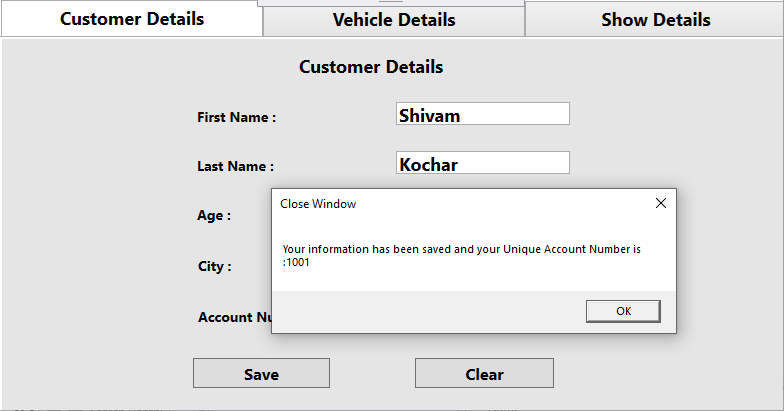 Customer Details
Vehicle Details
Show Details
Customer Details
First Name :
Shivam
Last Name :
Kochar
Close Window
Age :
Your information has been saved and your Unique Account Number is
:1001
City :
OK
Account
Save
Clear